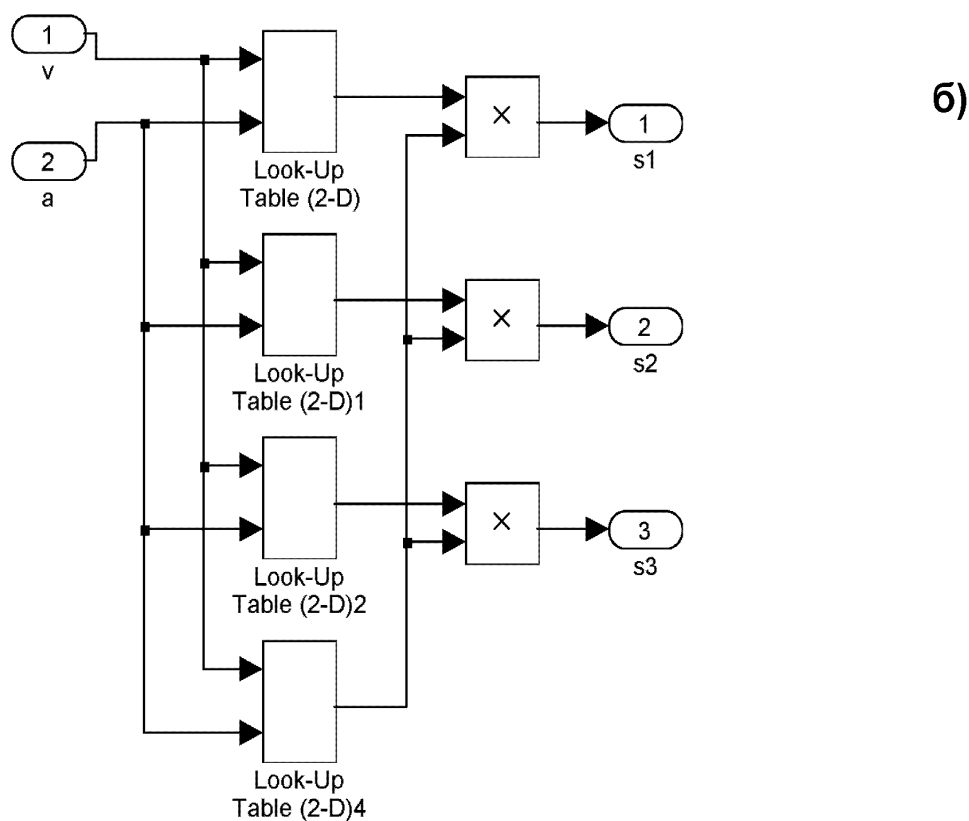 1
v
2
a
Look-Up
Table (2-D)
×
1
s1
б)
Look-Up
Table (2-D)1
×
2
s2
Look-Up
Table (2-D)2
×
3
s3
Look-Up
Table (2-D)4